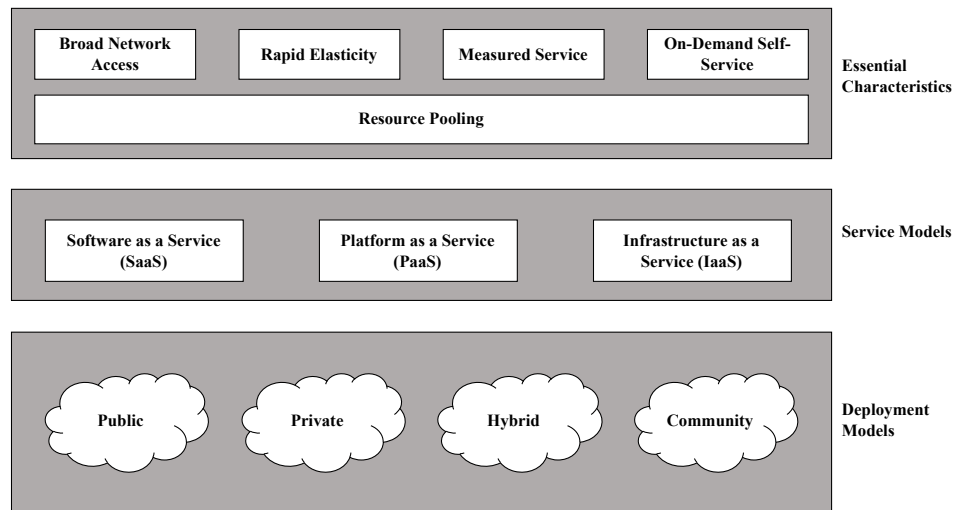 Broad Network
Access
Rapid Elasticity
Measured Service
On-Demand Self-
Service
Resource Pooling
Essential
Characteristics
Software as a Service
(SaaS)
Platform as a Service
(PaaS)
Infrastructure as a
Service (IaaS)
Service Models
Public
Private
Hybrid
Community
Deployment
Models